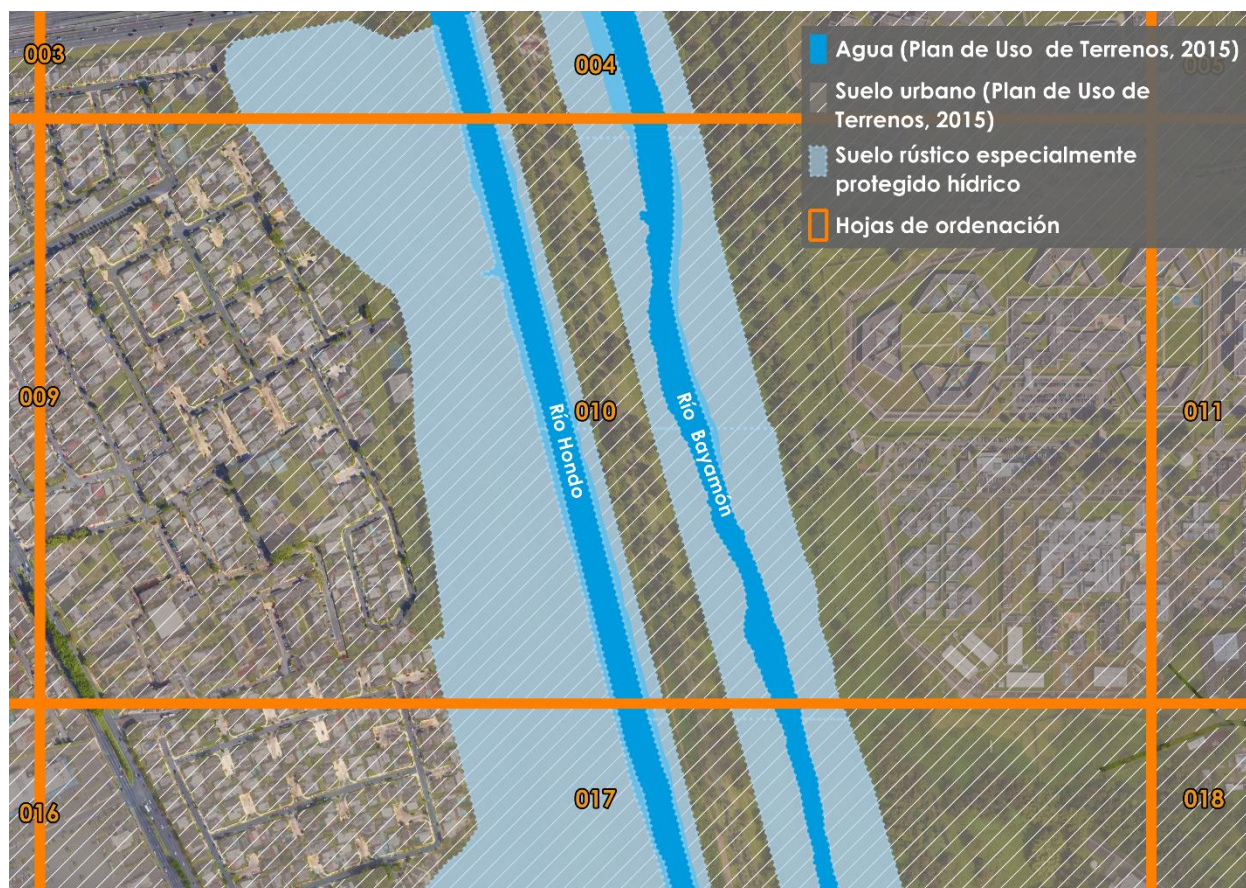 003
004
Agua (Plan de Uso de Terrenos, 2015)
005
Suelo urbano (Plan de Uso de
Terrenos, 2015)
Suelo rústico especialmente
protegido hídrico
Hojas de ordenación
009
Río Hondo
010
Río Bayamón
011
016
017
018